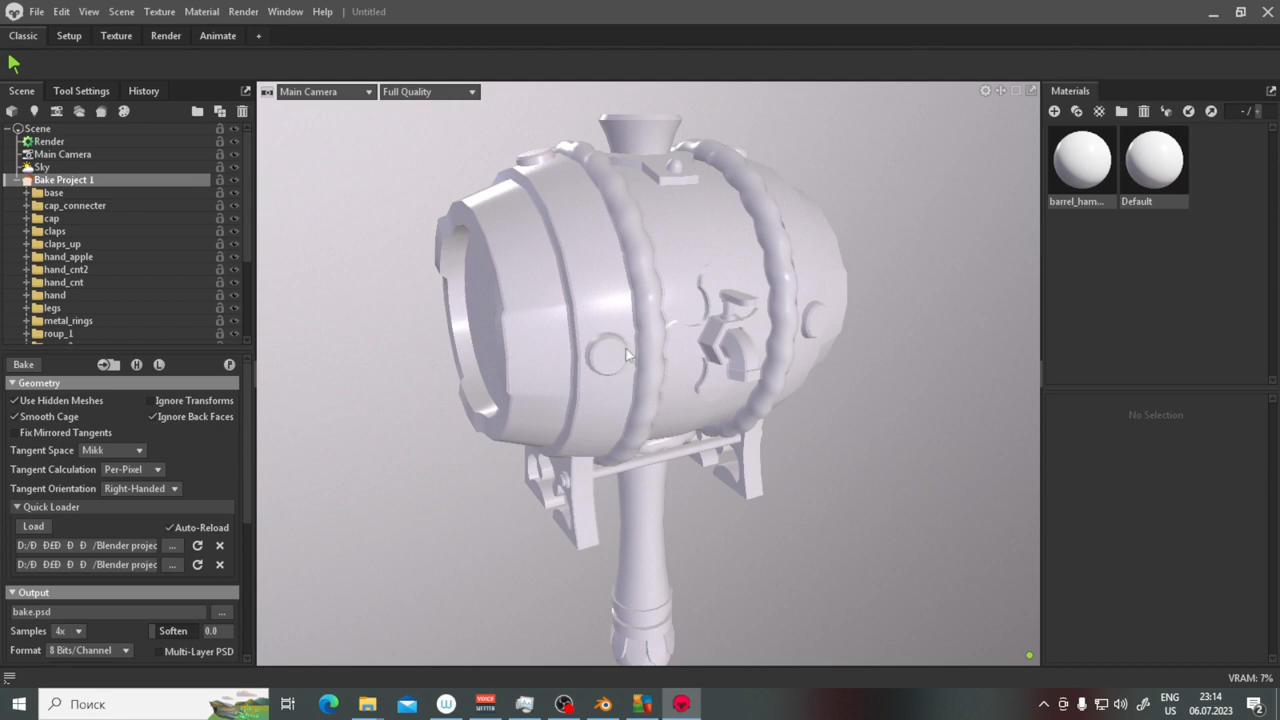 File Edit View Scene Texture Material Render Window Help Untitled
Classic Setup Texture Render Animate +
Scene Tool Settings History
Main Camera Full Quality
Materials
- /
Scene
Render
Main Camera
Sky
Bake Project 1
base
cap_connecter
cap
claps
claps_up
hand_apple
hand_cnt2
hand_cnt
hand
legs
metal_rings
roup_1
barrel_ham... Default
No Selection
Bake H L P
Geometry
Use Hidden Meshes Ignore Transforms
Smooth Cage Ignore Back Faces
Fix Mirrored Tangents
Tangent Space Mikk
Tangent Calculation Per-Pixel
Tangent Orientation Right-Handed
Quick Loader
Load Auto-Reload
D:/Ð Ð£Ð Ð Ð /Blender projec ...
D:/Ð Ð£Ð Ð Ð /Blender projec ...
Output
bake.psd ...
Samples 4x Soften 0.0
Format 8 Bits/Channel Multi-Layer PSD
VRAM: 7%
Поиск
VOICE MEETER
ENG US
23:14
06.07.2023
2